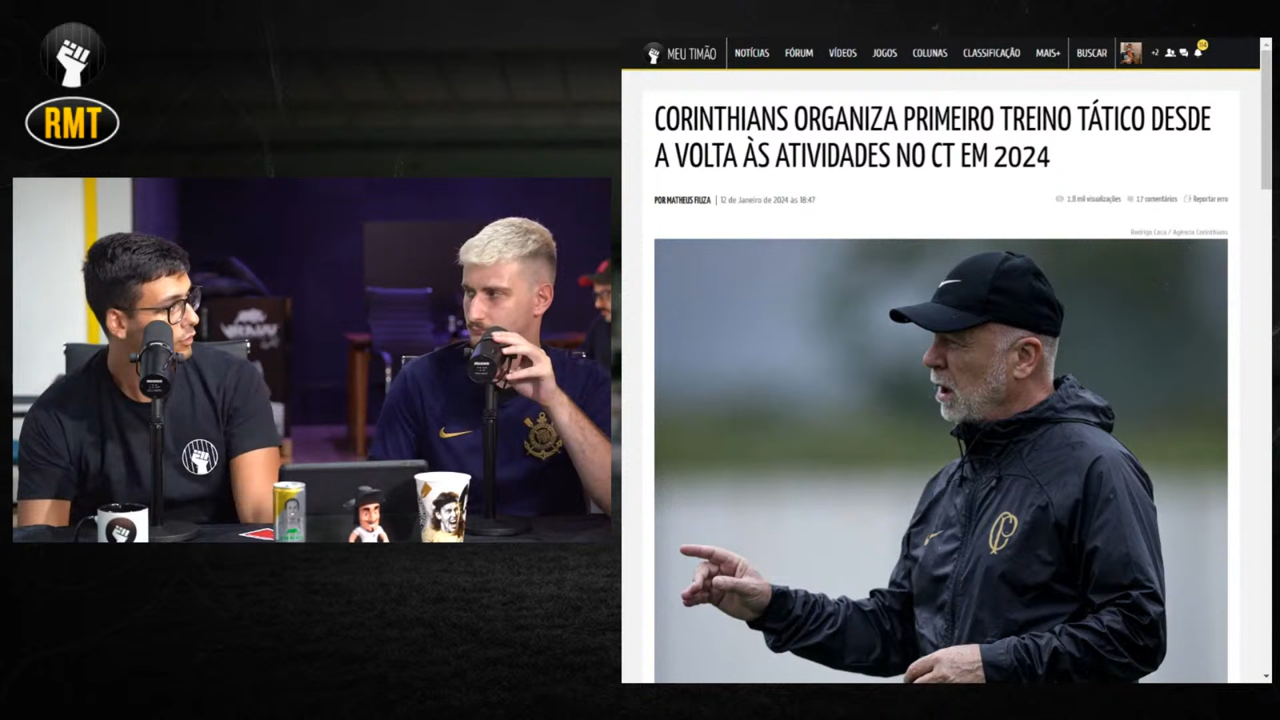 RMT
MEU TIMÃO
NOTÍCIAS
FÓRUM
VÍDEOS
JOGOS
COLUNAS
CLASSIFICAÇÃO
MAIS+
BUSCAR
+2
CORINTHIANS ORGANIZA PRIMEIRO TREINO TÁTICO DESDE
A VOLTA ÀS ATIVIDADES NO CT EM 2024
POR MATHEUS FIUZA | 12 de Janeiro de 2024 às 18:47
1,8 mil visualizações
17 comentários
Reportar erro
Rodrigo Coca / Agência Corinthians